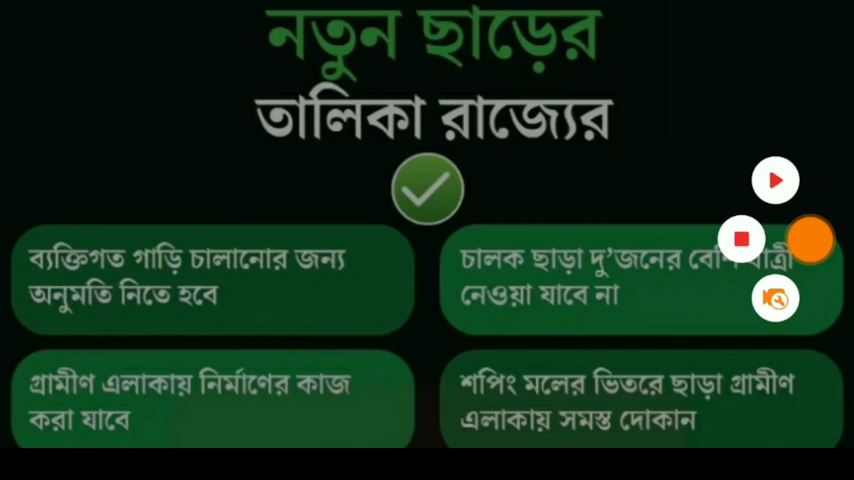 নতুন ছাড়ের
তালিকা রাজ্যের
ব্যক্তিগত গাড়ি চালানোর জন্য
অনুমতি নিতে হবে
চালক ছাড়া দু'জনের বেশি যাত্রী
নেওয়া যাবে না
গ্রামীণ এলাকায় নির্মাণের কাজ
করা যাবে
শপিং মলের ভিতরে ছাড়া গ্রামীণ
এলাকায় সমস্ত দোকান